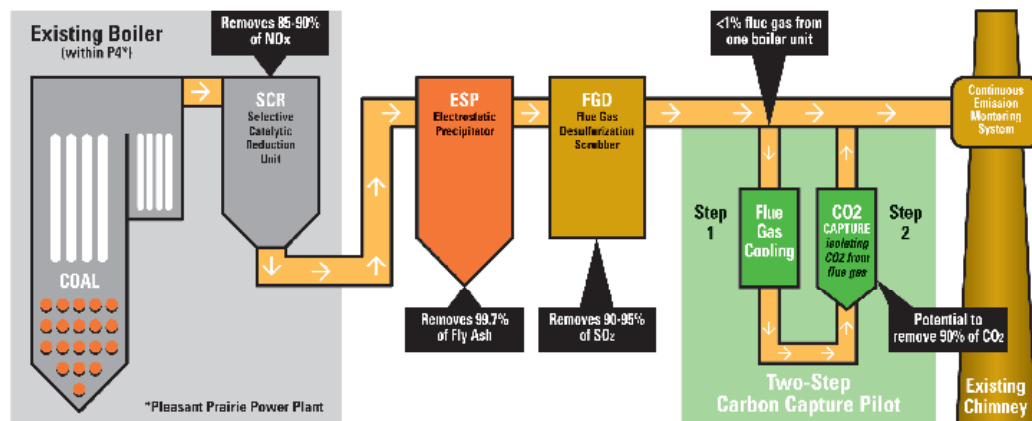 Existing Boiler
(within P4*)
Removes 85-90%
of NOx
<1% flue gas from
one boiler unit
SCR
Selective
Catalytic
Reduction
Unit
ESP
Electrostatic
Precipitator
FGD
Flue Gas
Desulfurization
Scrubber
Continuous
Emission
Montoring
System
Step
1
Flue
Gas
Cooling
CO2
CAPTURE
isolating
CO2 from
flue gas
Step
2
COAL
Removes 99.7%
of Fly Ash
Removes 90-95%
of SO₂
Potential to
remove 90% of CO₂
*Pleasant Prairie Power Plant
Two-Step
Carbon Capture Pilot
Existing
Chimney